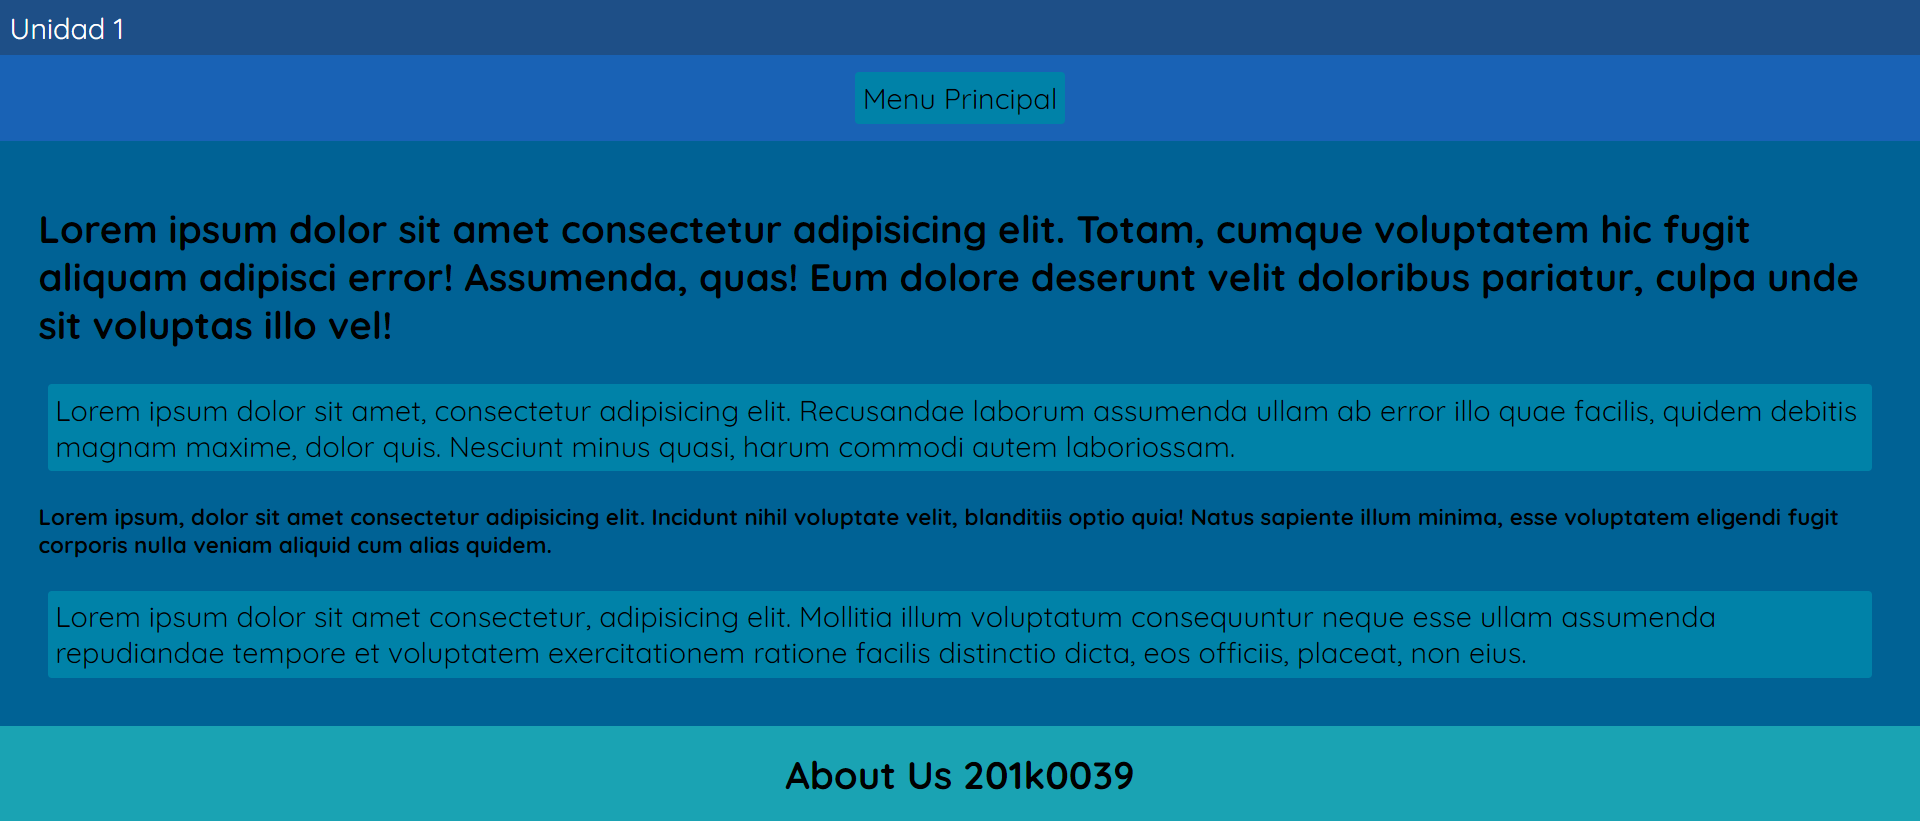 Unidad 1
Menu Principal
Lorem ipsum dolor sit amet consectetur adipisicing elit. Totam, cumque voluptatem hic fugit
aliquam adipisci error! Assumenda, quas! Eum dolore deserunt velit doloribus pariatur, culpa unde
sit voluptas illo vel!
Lorem ipsum dolor sit amet, consectetur adipisicing elit. Recusandae laborum assumenda ullam ab error illo quae facilis, quidem debitis
magnam maxime, dolor quis. Nesciunt minus quasi, harum commodi autem laboriossam.
Lorem ipsum, dolor sit amet consectetur adipisicing elit. Incidunt nihil voluptate velit, blanditiis optio quia! Natus sapiente illum minima, esse voluptatem eligendi fugit
corporis nulla veniam aliquid cum alias quidem.
Lorem ipsum dolor sit amet consectetur, adipisicing elit. Mollitia illum voluptatum consequuntur neque esse ullam assumenda
repudiandae tempore et voluptatem exercitationem ratione facilis distinctio dicta, eos officiis, placeat, non eius.
About Us 201k0039